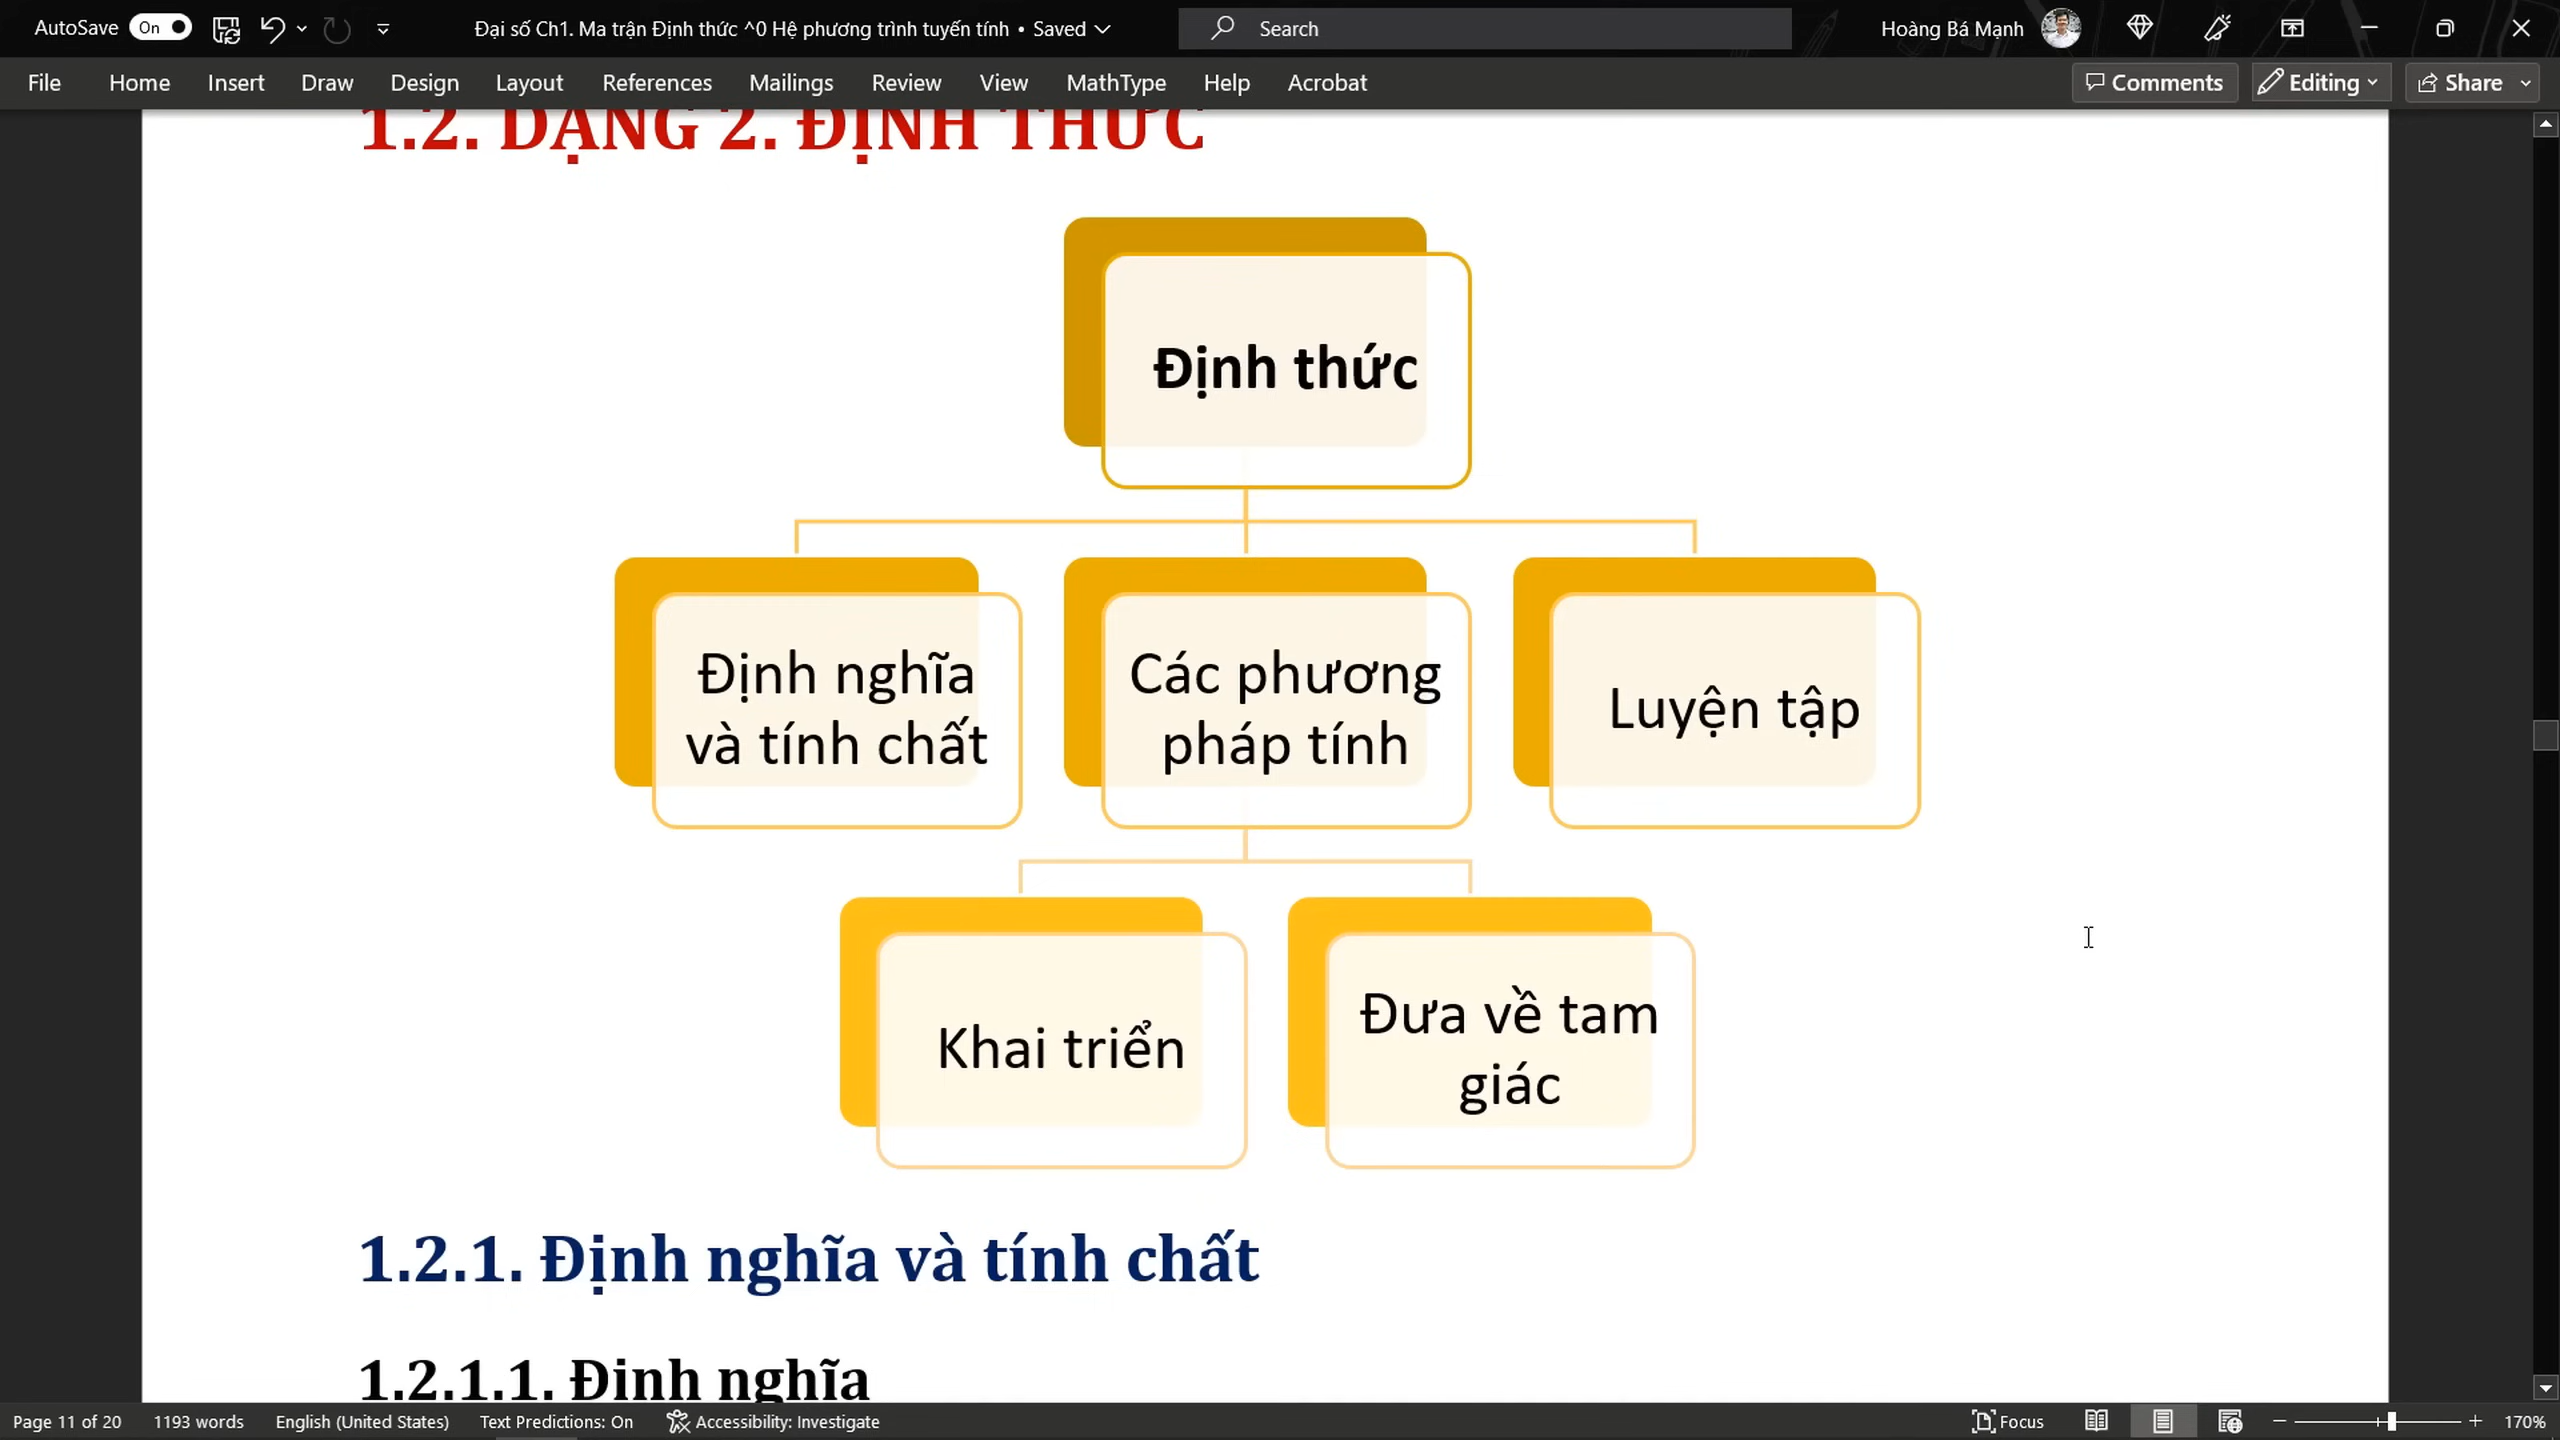 AutoSave On Đại số Ch1. Ma trận Định thức ^0 Hệ phương trình tuyến tính • Saved Search Hoàng Bá Mạnh
File Home Insert Draw Design Layout References Mailings Review View MathType Help Acrobat Comments Editing Share
1.2. DẠNG 2. ĐỊNH THỨC
Định thức
Định nghĩa
và tính chất
Các phương
pháp tính
Luyện tập
Khai triển
Đưa về tam
giác
1.2.1. Định nghĩa và tính chất
1.2.1.1. Định nghĩa
Page 11 of 20 1193 words English (United States) Text Predictions: On Accessibility: Investigate Focus 170%